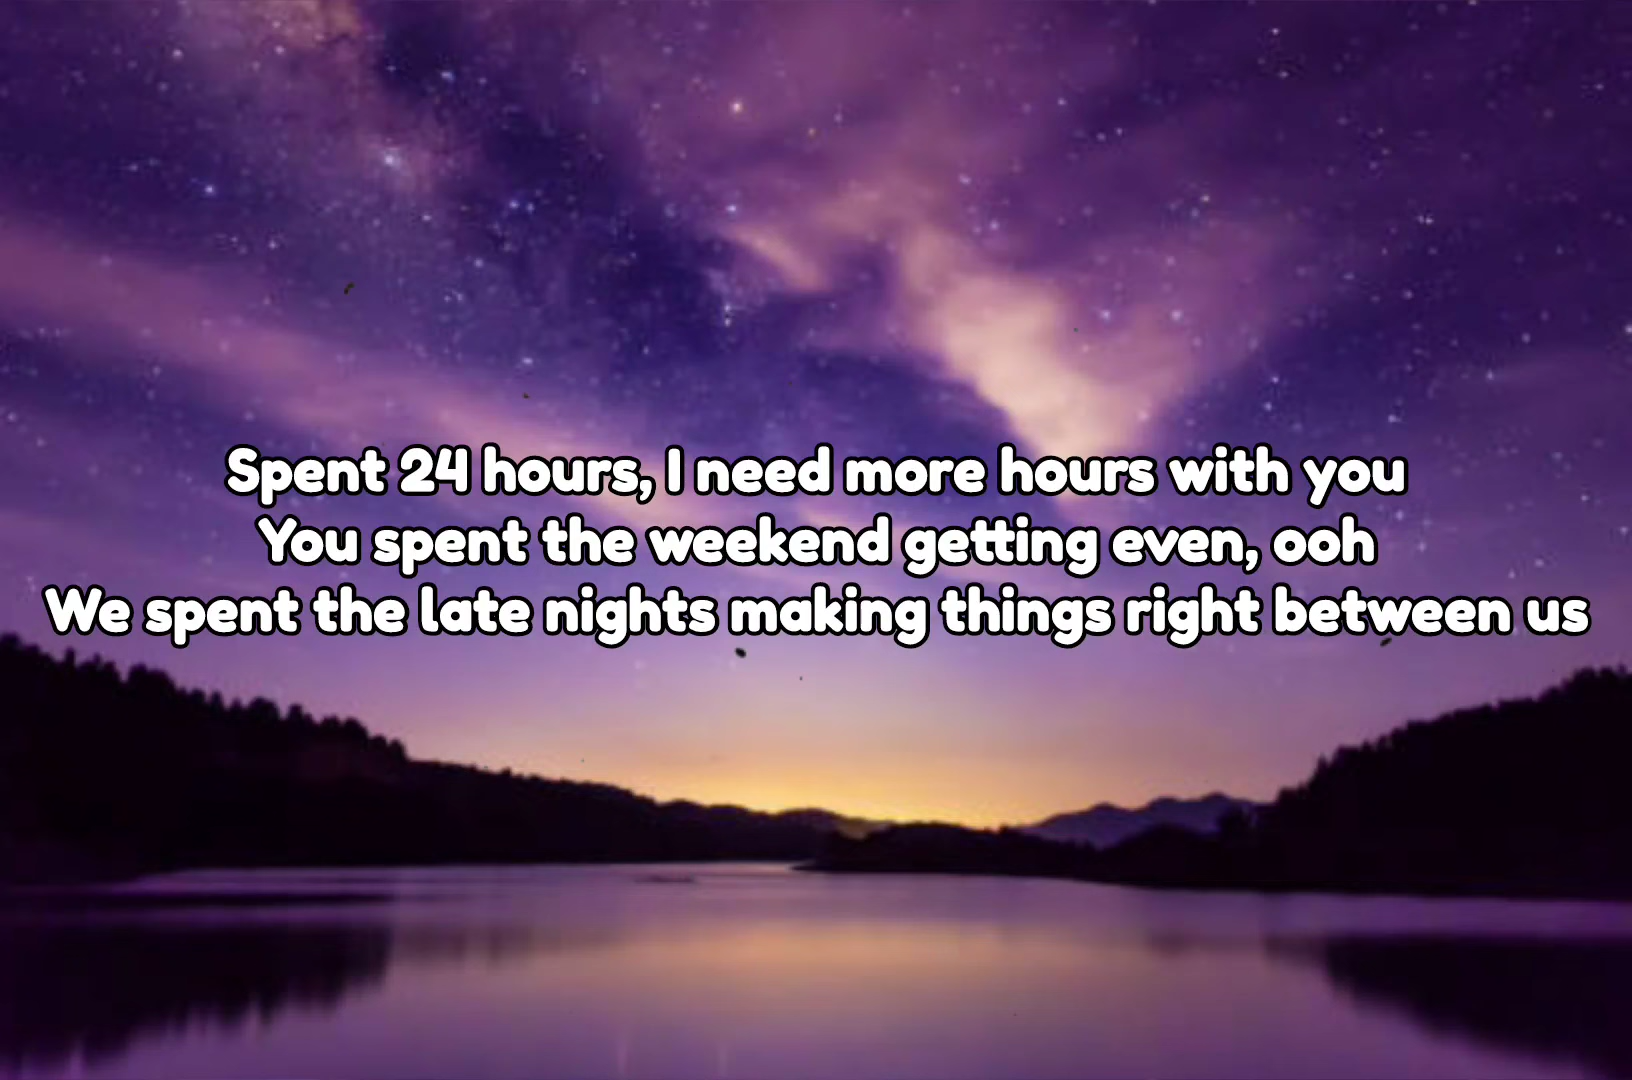 Spent 24 hours, I need more hours with you
You spent the weekend getting even, ooh
We spent the late nights making things right between us